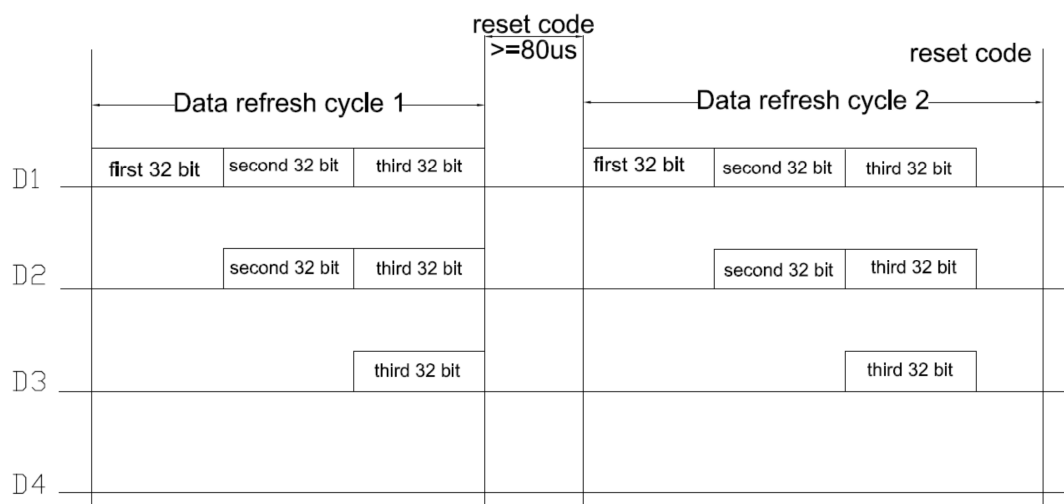 reset code
>=80us
reset code
Data refresh cycle 1
Data refresh cycle 2
D1 first 32 bit second 32 bit third 32 bit first 32 bit second 32 bit third 32 bit
D2 second 32 bit third 32 bit second 32 bit third 32 bit
D3 third 32 bit third 32 bit
D4